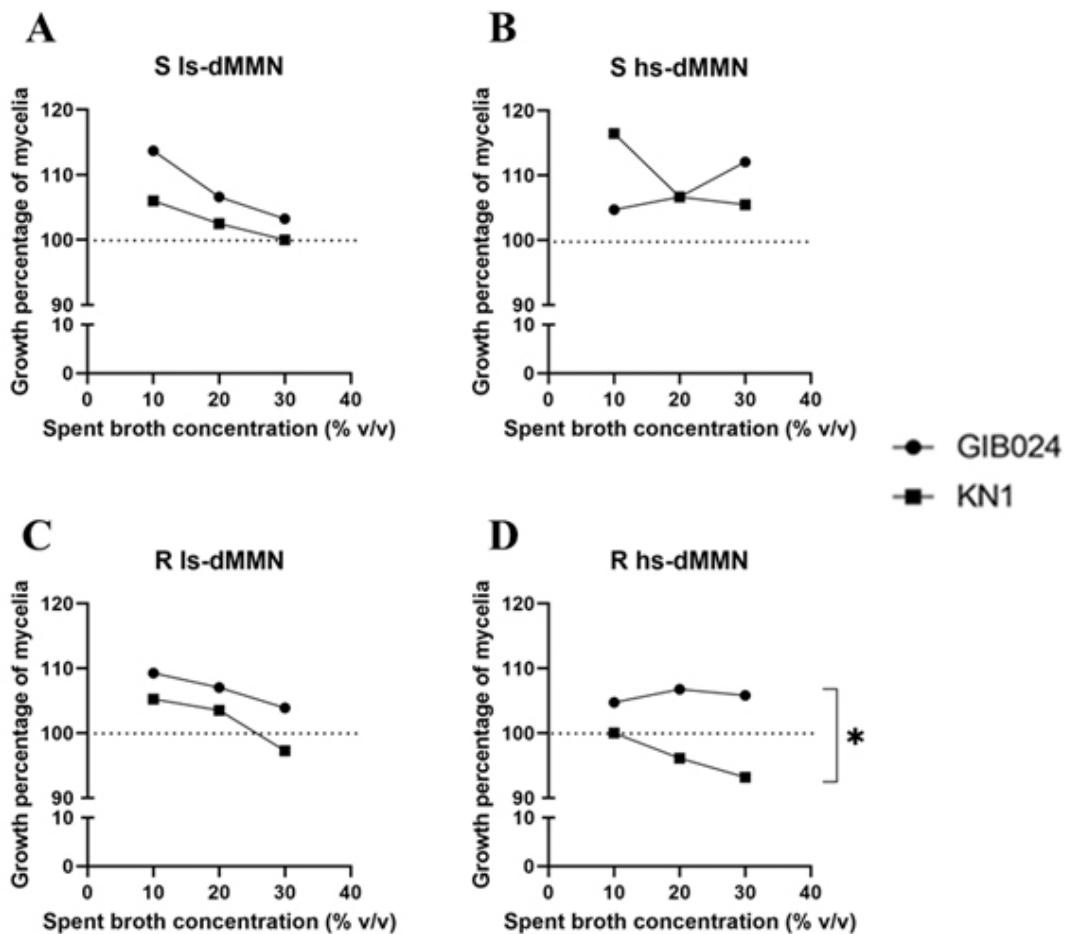 A
S ls-dMMN
Growth percentage of mycelia
120
110
100
90
10
0
0 10 20 30 40
Spent broth concentration (% v/v)
B
S hs-dMMN
Growth percentage of mycelia
120
110
100
90
10
0
0 10 20 30 40
Spent broth concentration (% v/v)
GIB024
KN1
C
R ls-dMMN
Growth percentage of mycelia
120
110
100
90
10
0
0 10 20 30 40
Spent broth concentration (% v/v)
D
R hs-dMMN
Growth percentage of mycelia
120
110
100
90
10
0
0 10 20 30 40
Spent broth concentration (% v/v)
*